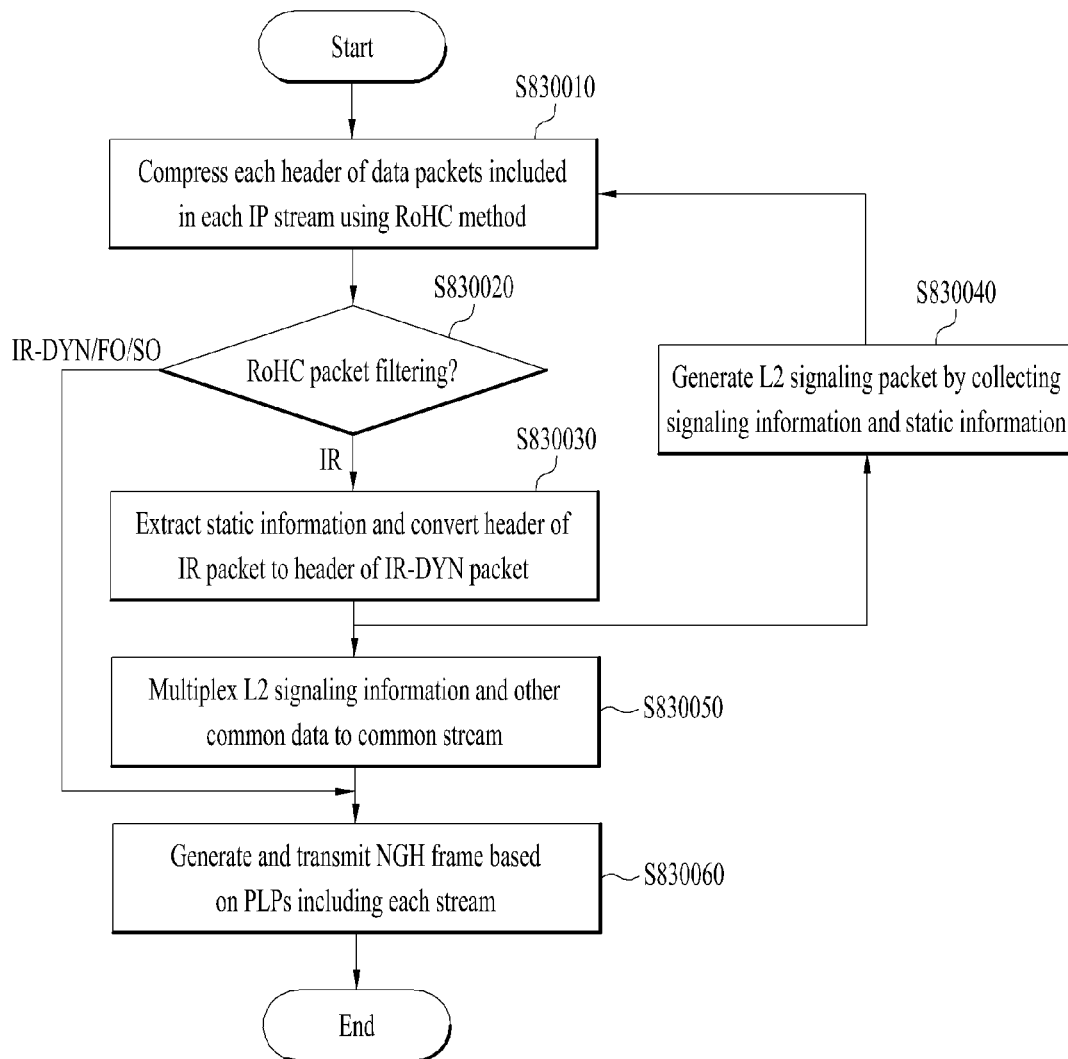 Start
S830010
Compress each header of data packets included
in each IP stream using RoHC method
S830020
S830040
IR-DYN/FO/SO
RoHC packet filtering?
Generate L2 signaling packet by collecting
signaling information and static information
IR
S830030
Extract static information and convert header of
IR packet to header of IR-DYN packet
Multiplex L2 signaling information and other
common data to common stream
S830050
Generate and transmit NGH frame based
on PLPs including each stream
S830060
End